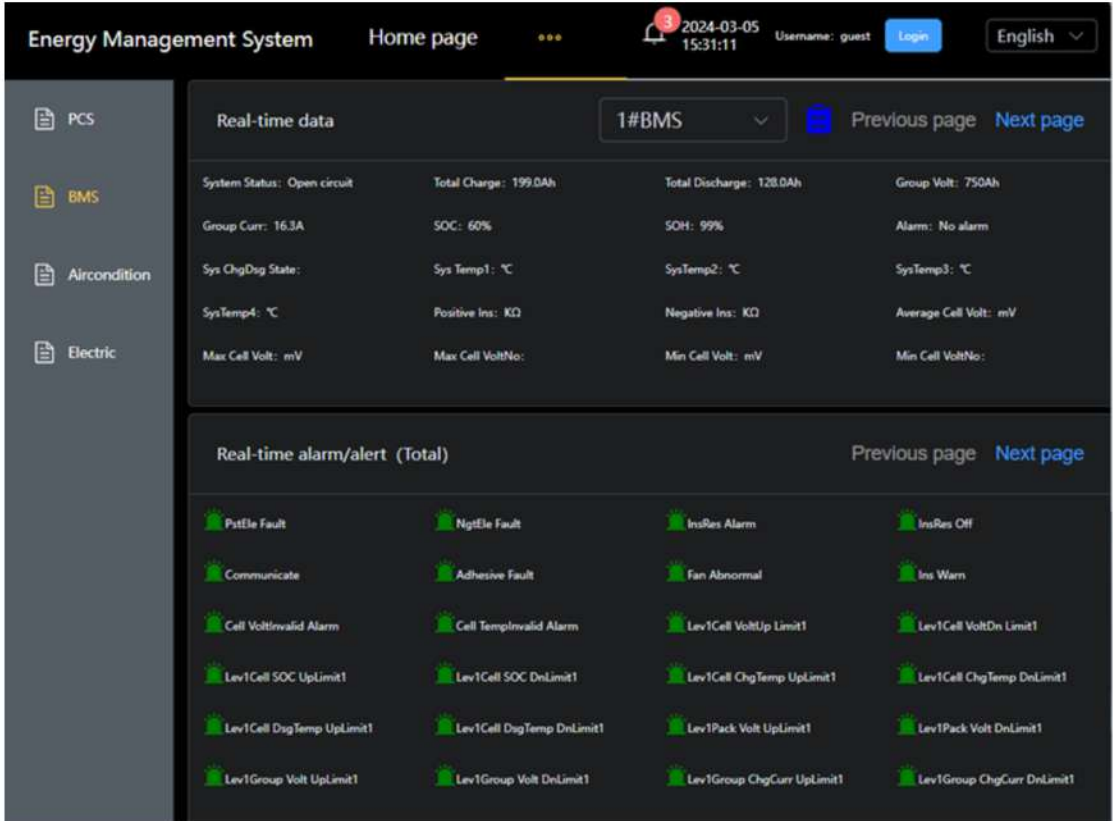 Energy Management System Home page 3 2024-03-05 15:31:11 Username: guest Login English
PCS
BMS
Aircondition
Electric
Real-time data 1#BMS Previous page Next page
System Status: Open circuit Total Charge: 199.0Ah Total Discharge: 128.0Ah Group Volt: 750Ah
Group Curr: 16.3A SOC: 60% SOH: 99% Alarm: No alarm
Sys ChgDsg State: Sys Temp1: ℃ SysTemp2: ℃ SysTemp3: ℃
SysTemp4: ℃ Positive Ins: KΩ Negative Ins: KΩ Average Cell Volt: mV
Max Cell Volt: mV Max Cell VoltNo: Min Cell Volt: mV Min Cell VoltNo:
Real-time alarm/alert (Total) Previous page Next page
PstEle Fault NgtEle Fault InsRes Alarm InsRes Off
Communicate Adhesive Fault Fan Abnormal Ins Warn
Cell VoltInvalid Alarm Cell TempInvalid Alarm Lev1Cell VoltUp Limit1 Lev1Cell VoltDn Limit1
Lev1Cell SOC UpLimit1 Lev1Cell SOC DnLimit1 Lev1Cell ChgTemp UpLimit1 Lev1Cell ChgTemp DnLimit1
Lev1Cell DsgTemp UpLimit1 Lev1Cell DsgTemp DnLimit1 Lev1Pack Volt UpLimit1 Lev1Pack Volt DnLimit1
Lev1Group Volt UpLimit1 Lev1Group Volt DnLimit1 Lev1Group ChgCurr UpLimit1 Lev1Group ChgCurr DnLimit1